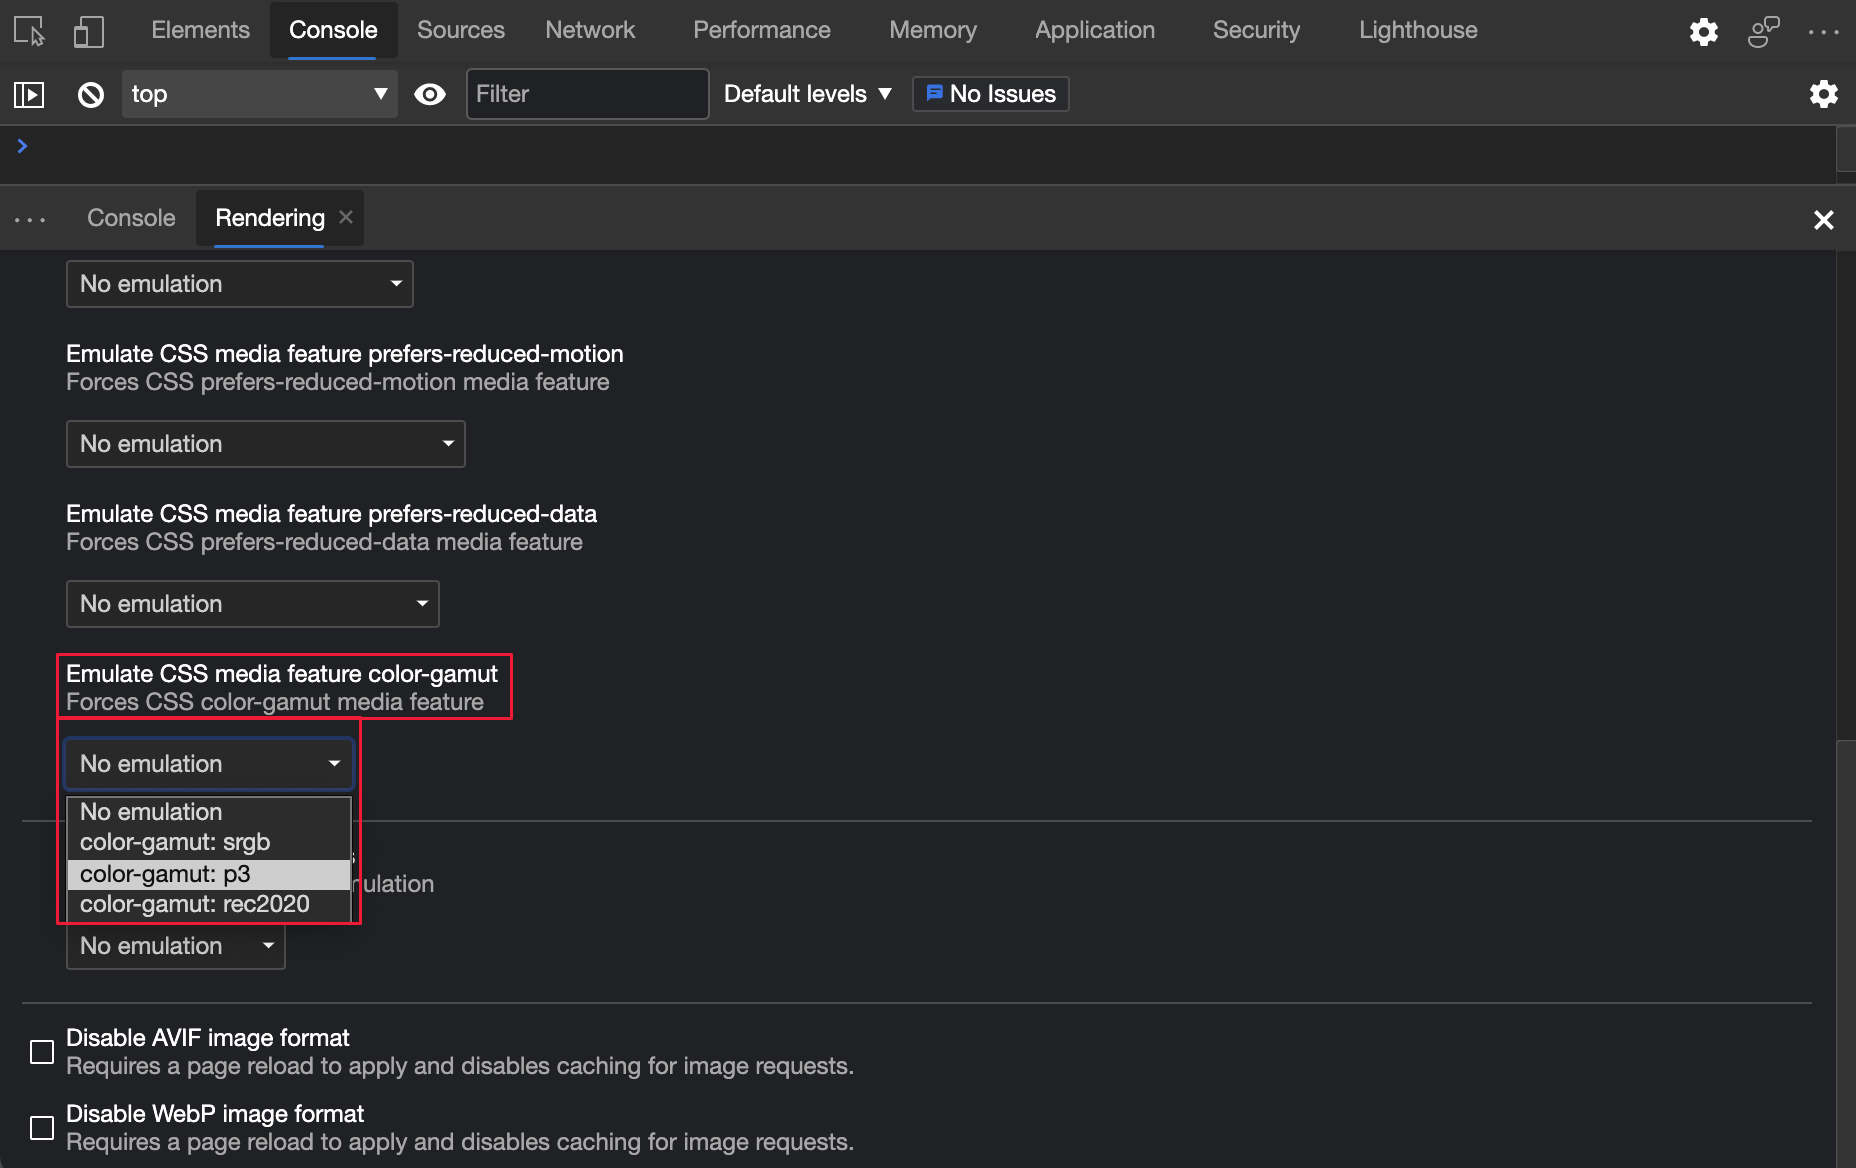 Elements Console Sources Network Performance Memory Application Security Lighthouse
top Filter Default levels No Issues
Console Rendering
No emulation
Emulate CSS media feature prefers-reduced-motion
Forces CSS prefers-reduced-motion media feature
No emulation
Emulate CSS media feature prefers-reduced-data
Forces CSS prefers-reduced-data media feature
No emulation
Emulate CSS media feature color-gamut
Forces CSS color-gamut media feature
No emulation
No emulation
color-gamut: srgb
color-gamut: p3
color-gamut: rec2020
No emulation
Disable AVIF image format
Requires a page reload to apply and disables caching for image requests.
Disable WebP image format
Requires a page reload to apply and disables caching for image requests.